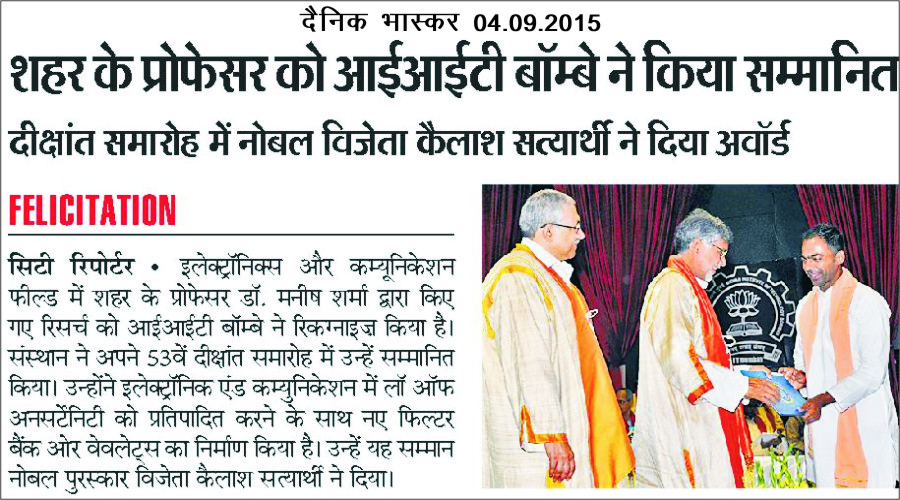 दैनिक भास्कर 04.09.2015
शहर के प्रोफेसर को आईआईटी बॉम्बे ने किया सम्मानित
दीक्षांत समारोह में नोबल विजेता कैलाश सत्यार्थी ने दिया अवॉर्ड
FELICITATION
सिटी रिपोर्टर • इलेक्ट्रॉनिक्स और कम्यूनिकेशन
फील्ड में शहर के प्रोफेसर डॉ. मनीष शर्मा द्वारा किए
गए रिसर्च को आईआईटी बॉम्बे ने रिकग्नाइज़ किया है।
संस्थान ने अपने 53वें दीक्षांत समारोह में उन्हें सम्मानित
किया। उन्होंने इलेक्ट्रॉनिक एंड कम्युनिकेशन में लॉ ऑफ
अनसर्टेनिटी को प्रतिपादित करने के साथ नए फिल्टर
बैंक ओर वेवलेट्स का निर्माण किया है। उन्हें यह सम्मान
नोबल पुरस्कार विजेता कैलाश सत्यार्थी ने दिया।